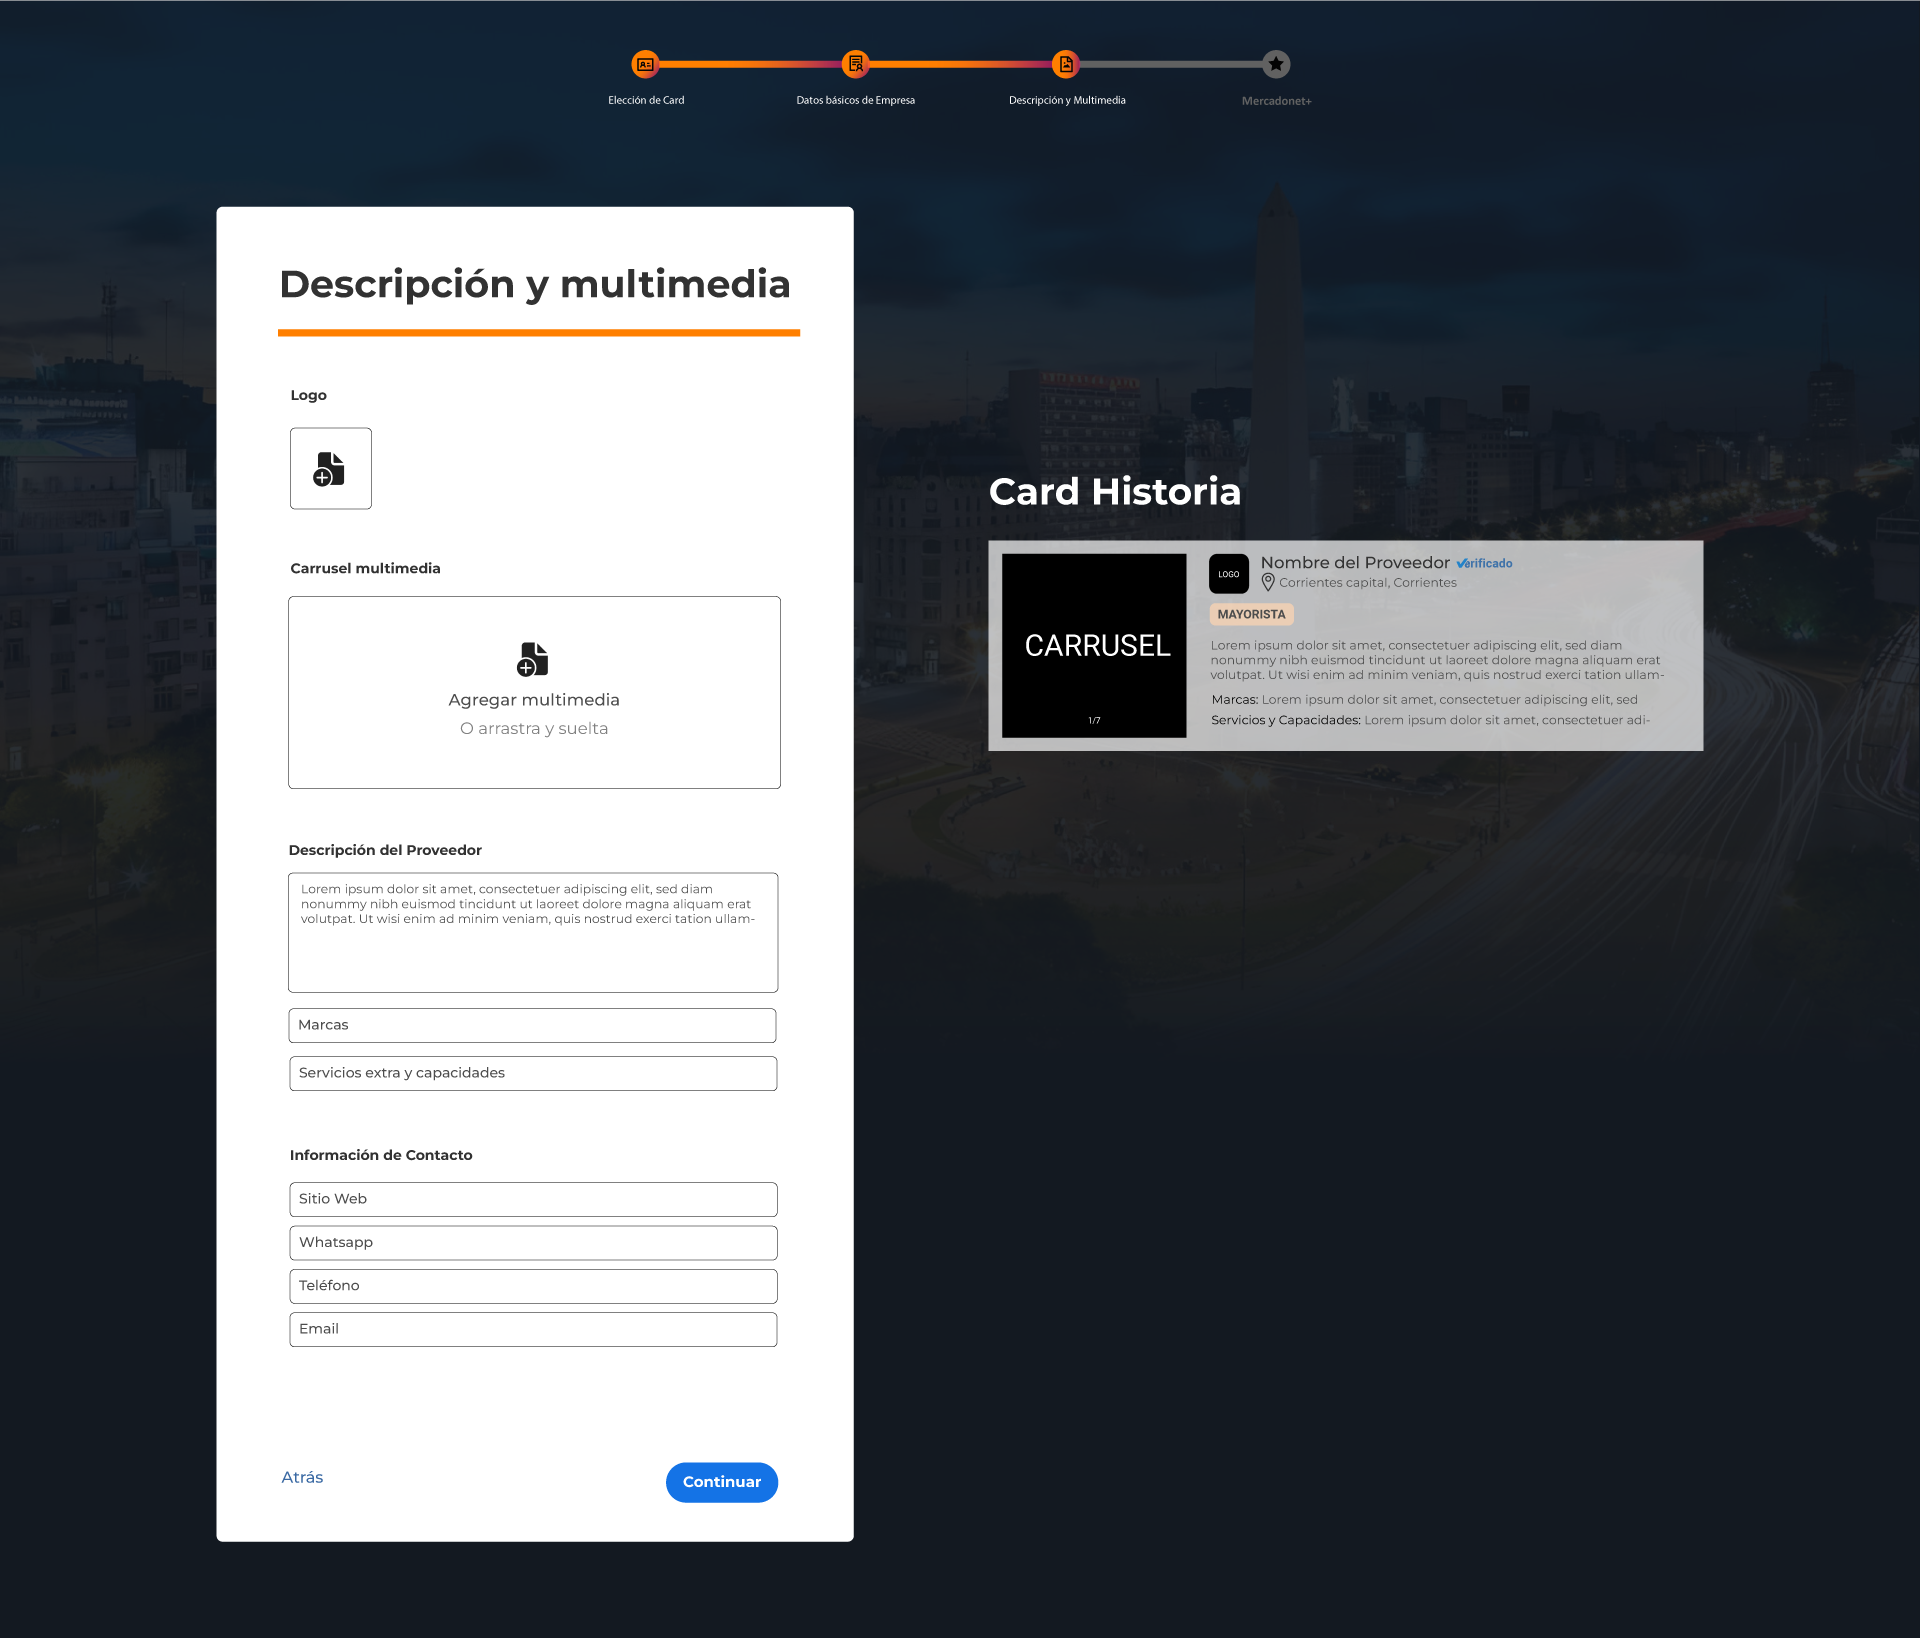 Elección de Card
Datos básicos de Empresa
Descripción y Multimedia
Mercadonet+
Descripción y multimedia
Logo
Carrusel multimedia
Agregar multimedia
O arrastra y suelta
Descripción del Proveedor
Lorem ipsum dolor sit amet, consectetuer adipiscing elit, sed diam
nonummy nibh euismod tincidunt ut laoreet dolore magna aliquam erat
volutpat. Ut wisi enim ad minim veniam, quis nostrud exerci tation ullam-
Marcas
Servicios extra y capacidades
Información de Contacto
Sitio Web
Whatsapp
Teléfono
Email
Atrás
Continuar
Card Historia
CARRUSEL
1/7
LOGO
Nombre del Proveedor Verificado
Corrientes capital, Corrientes
MAYORISTA
Lorem ipsum dolor sit amet, consectetuer adipiscing elit, sed diam
nonummy nibh euismod tincidunt ut laoreet dolore magna aliquam erat
volutpat. Ut wisi enim ad minim veniam, quis nostrud exerci tation ullam-
Marcas: Lorem ipsum dolor sit amet, consectetuer adipiscing elit, sed
Servicios y Capacidades: Lorem ipsum dolor sit amet, consectetuer adi-